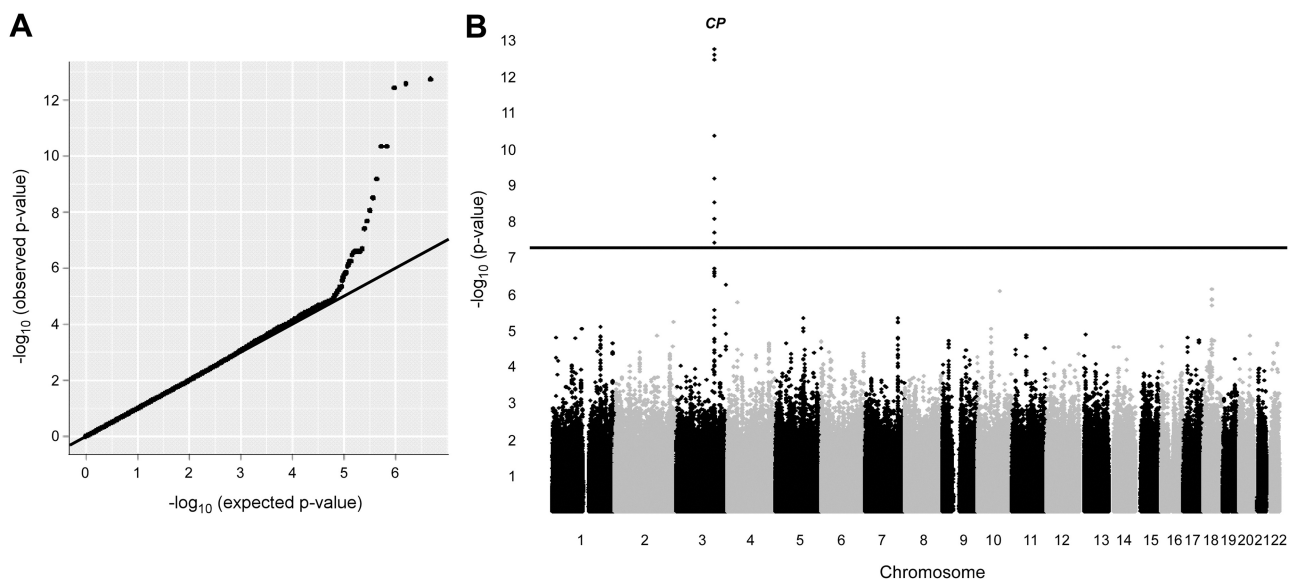 A
12
10
8
6
4
2
0
-log10 (observed p-value)
0 1 2 3 4 5 6
-log10 (expected p-value)
B
CP
13
12
11
10
9
8
7
6
5
4
3
2
1
-log10 (p-value)
1 2 3 4 5 6 7 8 9 10 11 12 13 14 15 16 17 18 19 20 21 22
Chromosome